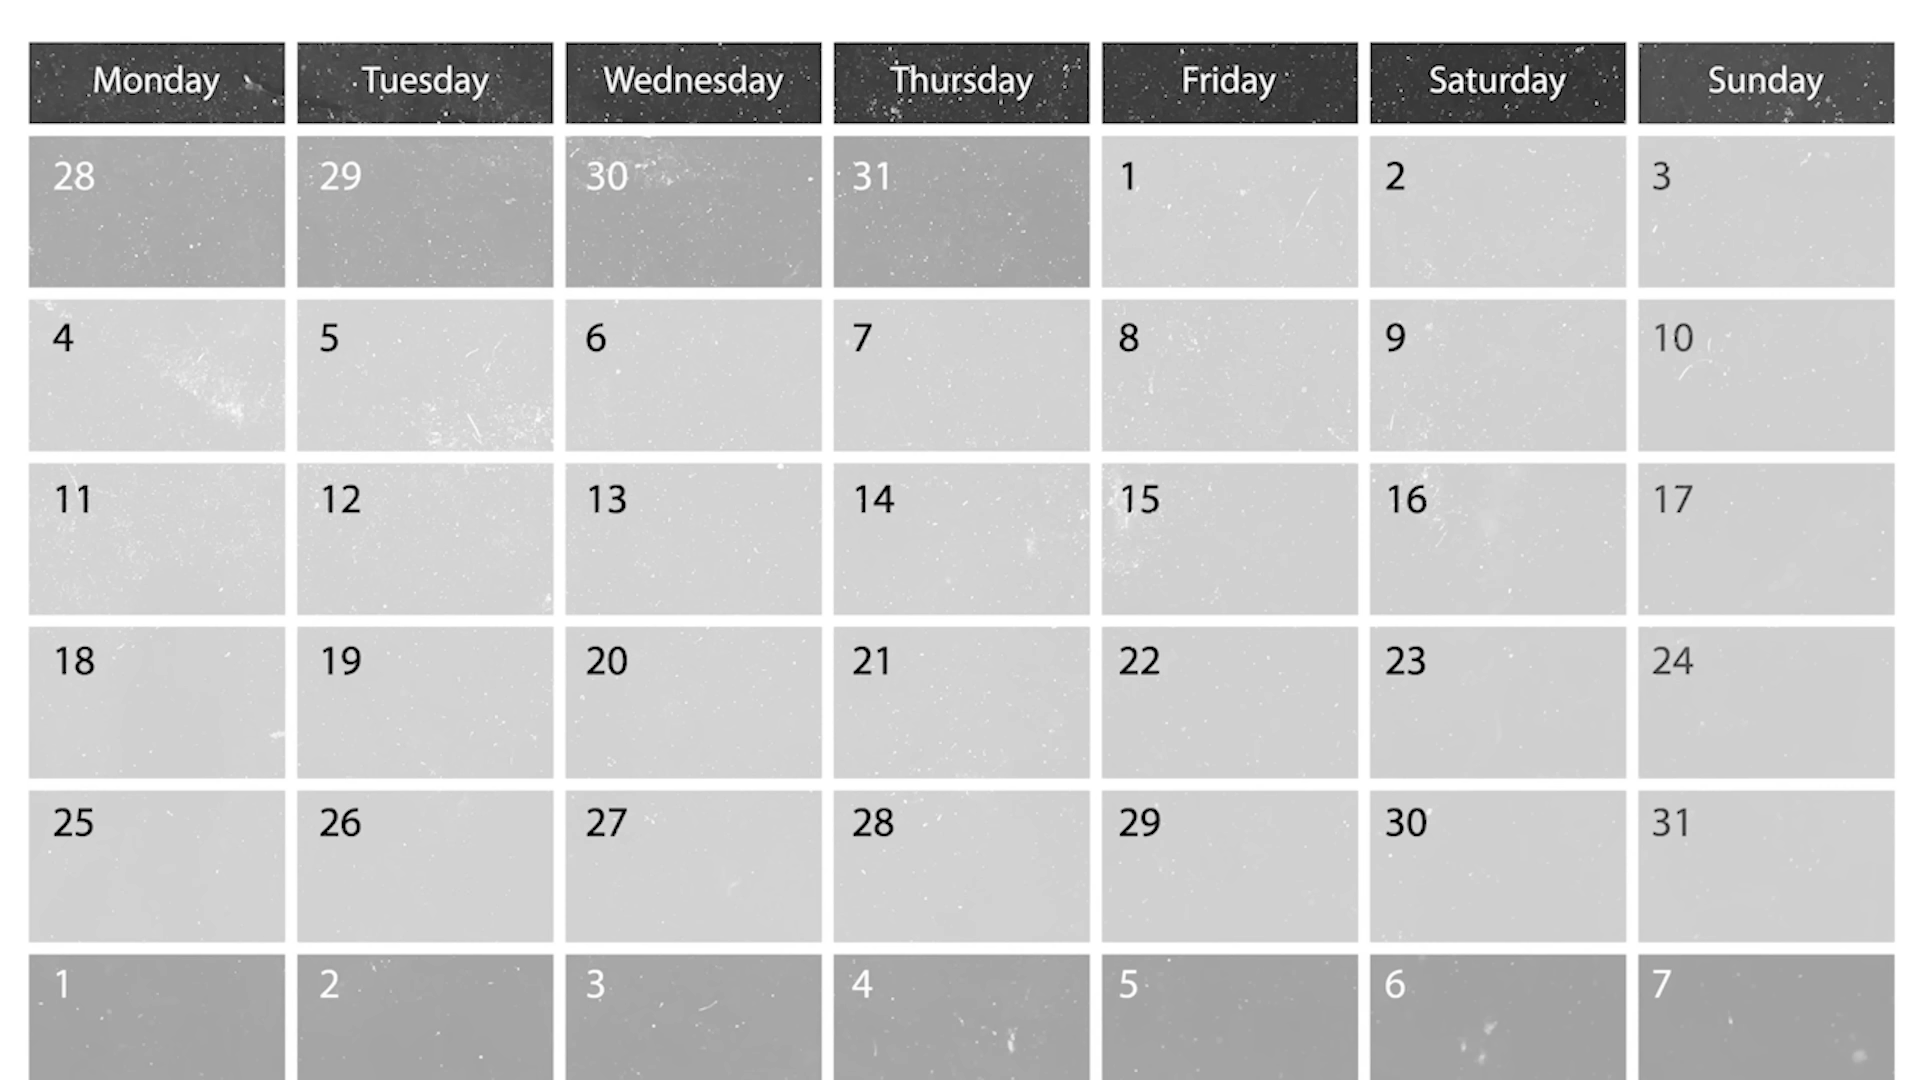 Monday Tuesday Wednesday Thursday Friday Saturday Sunday
28 29 30 31 1 2 3
4 5 6 7 8 9 10
11 12 13 14 15 16 17
18 19 20 21 22 23 24
25 26 27 28 29 30 31
1 2 3 4 5 6 7